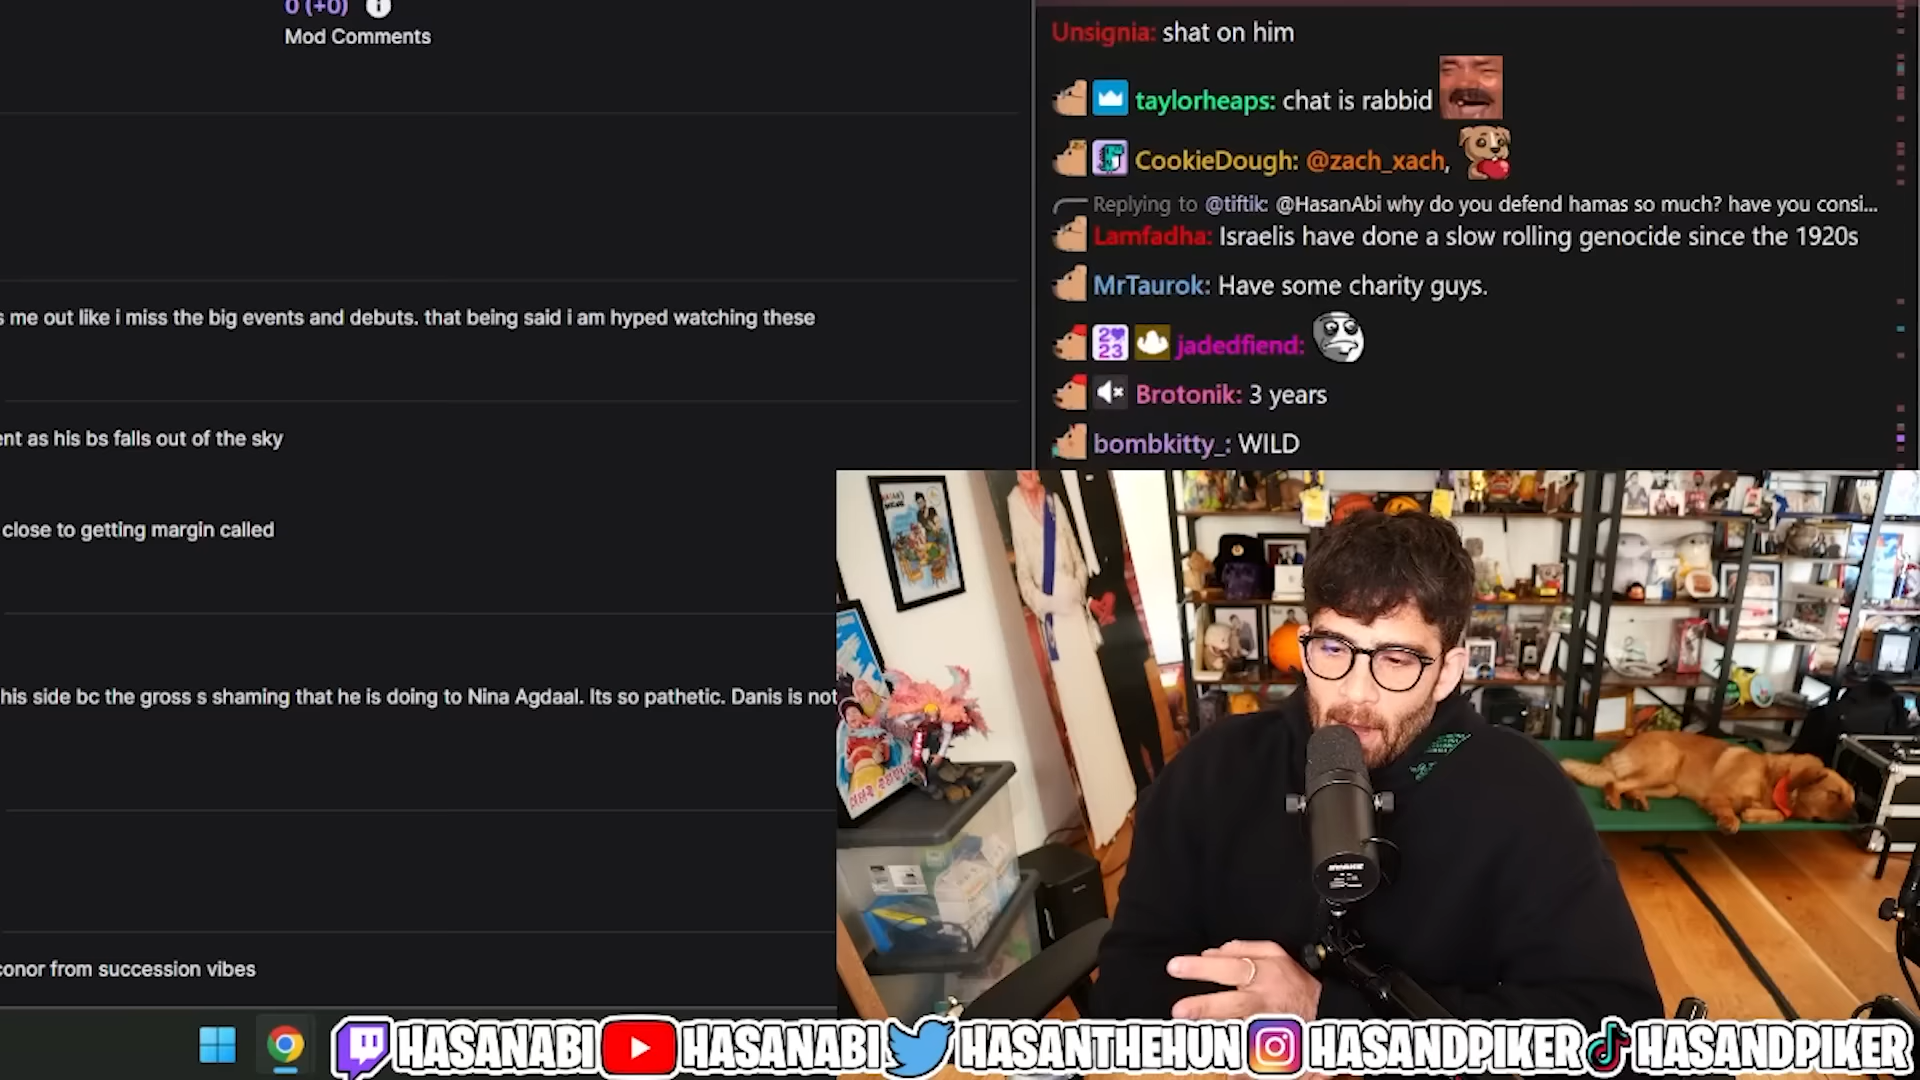 0 (+0)
Mod Comments
s me out like i miss the big events and debuts. that being said i am hyped watching these
ent as his bs falls out of the sky
close to getting margin called
his side bc the gross s shaming that he is doing to Nina Agdaal. Its so pathetic. Danis is not
conor from succession vibes
Unsignia: shat on him
taylorheaps: chat is rabbid
CookieDough: @zach_xach,
Replying to @tiftik: @HasanAbi why do you defend hamas so much? have you consi...
Lamfadha: Israelis have done a slow rolling genocide since the 1920s
MrTaurok: Have some charity guys.
2023 jadedfiend:
Brotonik: 3 years
bombkitty_: WILD
HASANABI HASANABI HASANTHEHUN HASANDPIKER HASANDPIKER